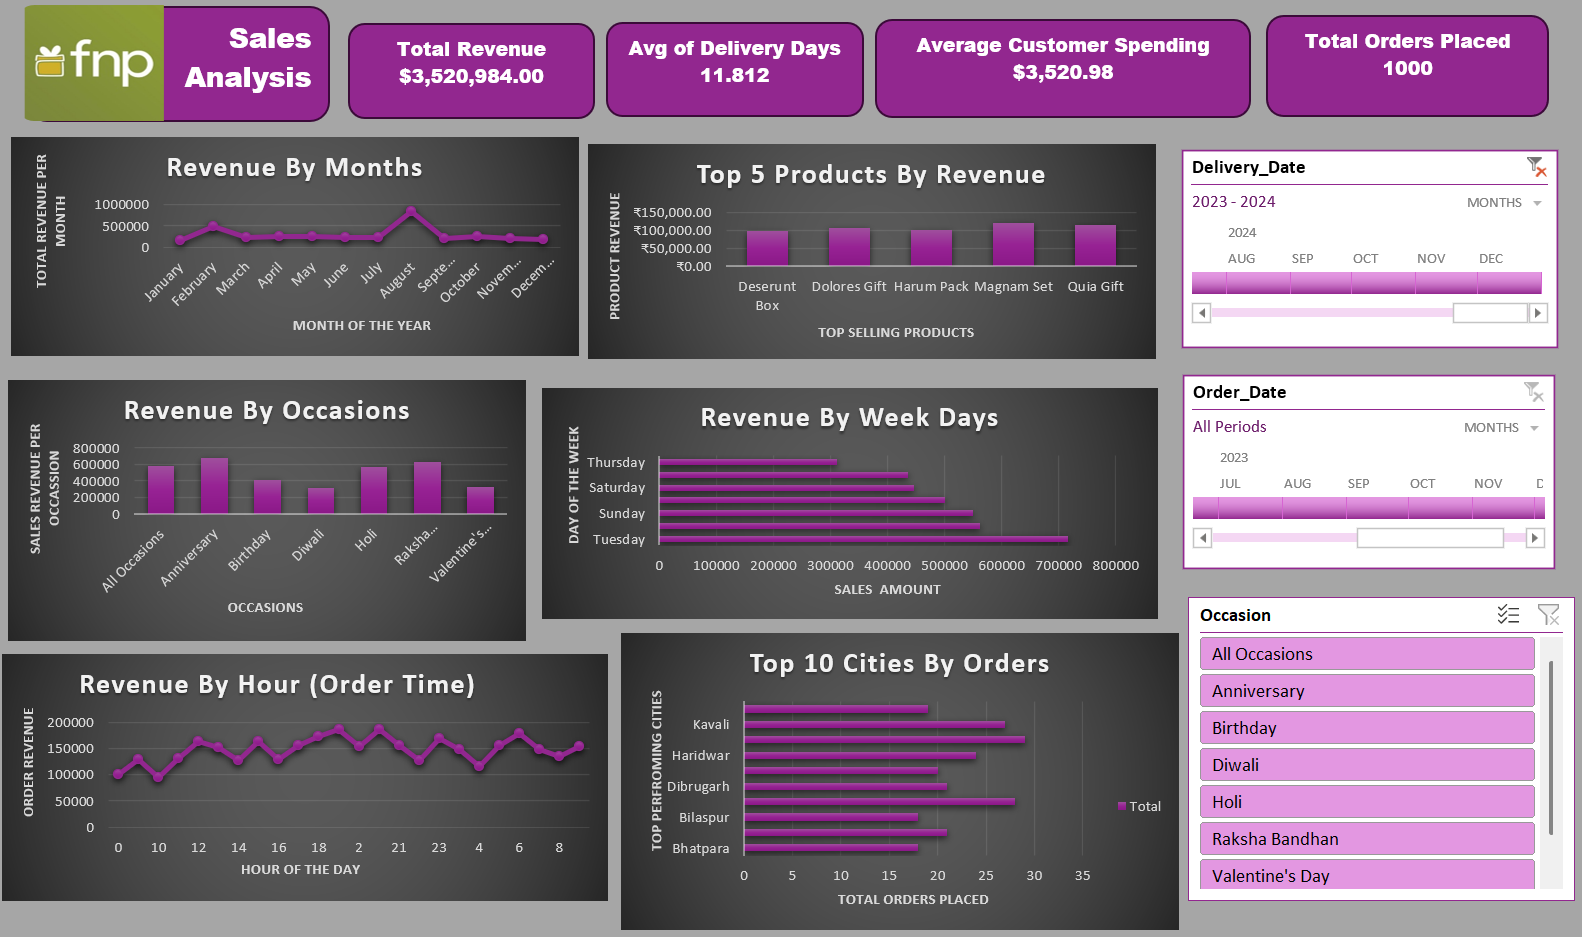 fnp
Sales
Analysis
Total Revenue
$3,520,984.00
Avg of Delivery Days
11.812
Average Customer Spending
$3,520.98
Total Orders Placed
1000
Revenue By Months
TOTAL REVENUE PER
MONTH
1000000
500000
0
January
February
March
April
May
June
July
August
Septe...
October
Novem...
Decem...
MONTH OF THE YEAR
Top 5 Products By Revenue
PRODUCT REVENUE
₹150,000.00
₹100,000.00
₹50,000.00
₹0.00
Deserunt
Box
Dolores Gift
Harum Pack
Magnam Set
Quia Gift
TOP SELLING PRODUCTS
Delivery_Date
2023 - 2024
MONTHS
2024
AUG SEP OCT NOV DEC
Revenue By Occasions
SALES REVENUE PER
OCCASSION
800000
600000
400000
200000
0
All Occasions
Anniversary
Birthday
Diwali
Holi
Raksha...
Valentine's...
OCCASIONS
Revenue By Week Days
DAY OF THE WEEK
Thursday
Saturday
Sunday
Tuesday
0 100000 200000 300000 400000 500000 600000 700000 800000
SALES AMOUNT
Order_Date
All Periods
MONTHS
2023
JUL AUG SEP OCT NOV D
Revenue By Hour (Order Time)
ORDER REVENUE
200000
150000
100000
50000
0
0 10 12 14 16 18 2 21 23 4 6 8
HOUR OF THE DAY
Top 10 Cities By Orders
TOP PERFROMING CITIES
Kavali
Haridwar
Dibrugarh
Bilaspur
Bhatpara
0 5 10 15 20 25 30 35
TOTAL ORDERS PLACED
Total
Occasion
All Occasions
Anniversary
Birthday
Diwali
Holi
Raksha Bandhan
Valentine's Day